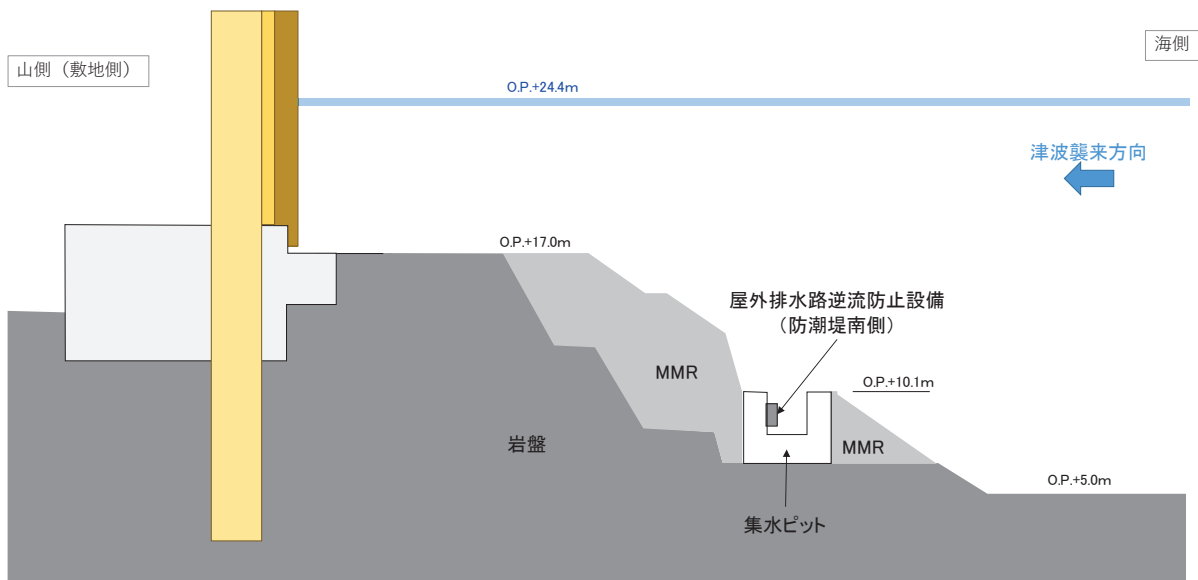 山側（敷地側）
海側
O.P.+24.4m
津波襲来方向
O.P.+17.0m
屋外排水路逆流防止設備
（防潮堤南側）
MMR
O.P.+10.1m
岩盤
MMR
O.P.+5.0m
集水ピット